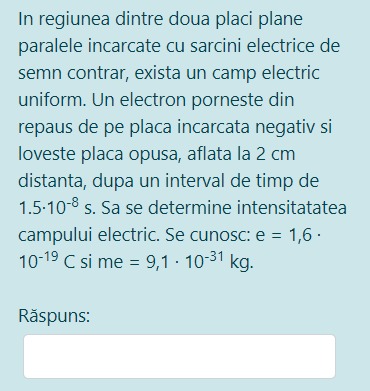 In regiunea dintre doua placi plane
paralele incarcate cu sarcini electrice de
semn contrar, exista un camp electric
uniform. Un electron porneste din
repaus de pe placa incarcata negativ si
loveste placa opusa, aflata la 2 cm
distanta, dupa un interval de timp de
1.5·10⁻⁸ s. Sa se determine intensitatatea
campului electric. Se cunosc: e = 1,6 ·
10⁻¹⁹ C si me = 9,1 · 10⁻³¹ kg.
Răspuns: